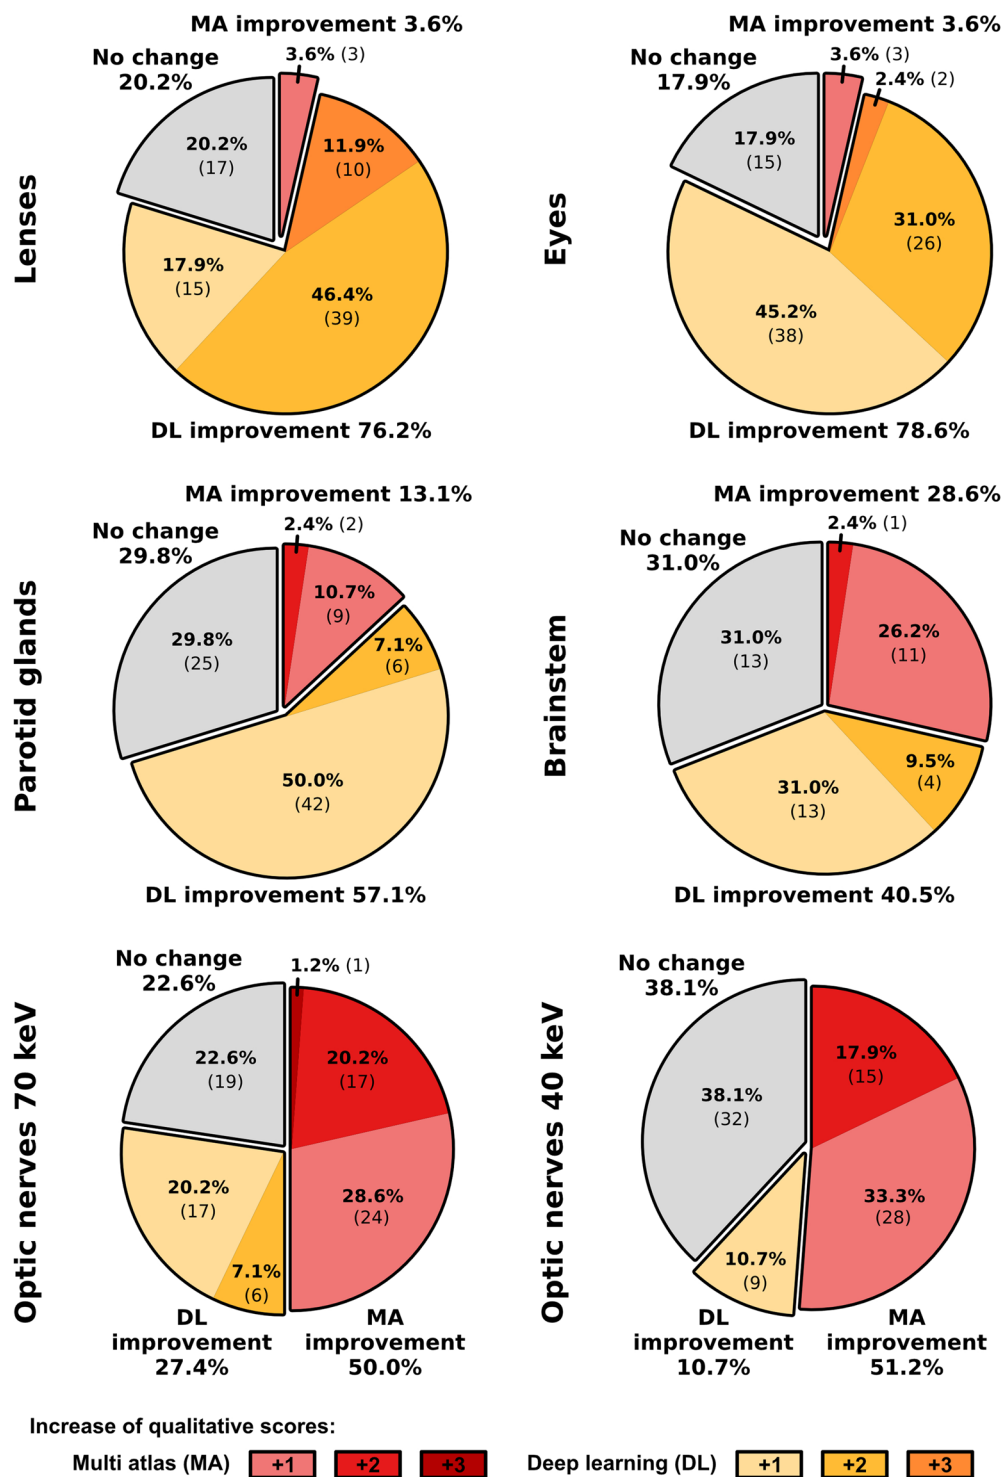 MA improvement 3.6%
No change
20.2%
3.6% (3)
20.2%
(17)
11.9%
(10)
17.9%
(15)
46.4%
(39)
Lenses
DL improvement 76.2%
MA improvement 3.6%
No change
17.9%
3.6% (3)
2.4% (2)
17.9%
(15)
31.0%
(26)
45.2%
(38)
Eyes
DL improvement 78.6%
MA improvement 13.1%
No change
29.8%
2.4% (2)
10.7%
(9)
29.8%
(25)
7.1%
(6)
50.0%
(42)
Parotid glands
DL improvement 57.1%
MA improvement 28.6%
No change
31.0%
2.4% (1)
31.0%
(13)
26.2%
(11)
9.5%
(4)
31.0%
(13)
Brainstem
DL improvement 40.5%
No change
22.6%
1.2% (1)
22.6%
(19)
20.2%
(17)
20.2%
(17)
28.6%
(24)
7.1%
(6)
Optic nerves 70 keV
DL
improvement
27.4%
MA
improvement
50.0%
No change
38.1%
17.9%
(15)
38.1%
(32)
33.3%
(28)
10.7%
(9)
Optic nerves 40 keV
DL
improvement
10.7%
MA
improvement
51.2%
Increase of qualitative scores:
Multi atlas (MA) +1 +2 +3 Deep learning (DL) +1 +2 +3